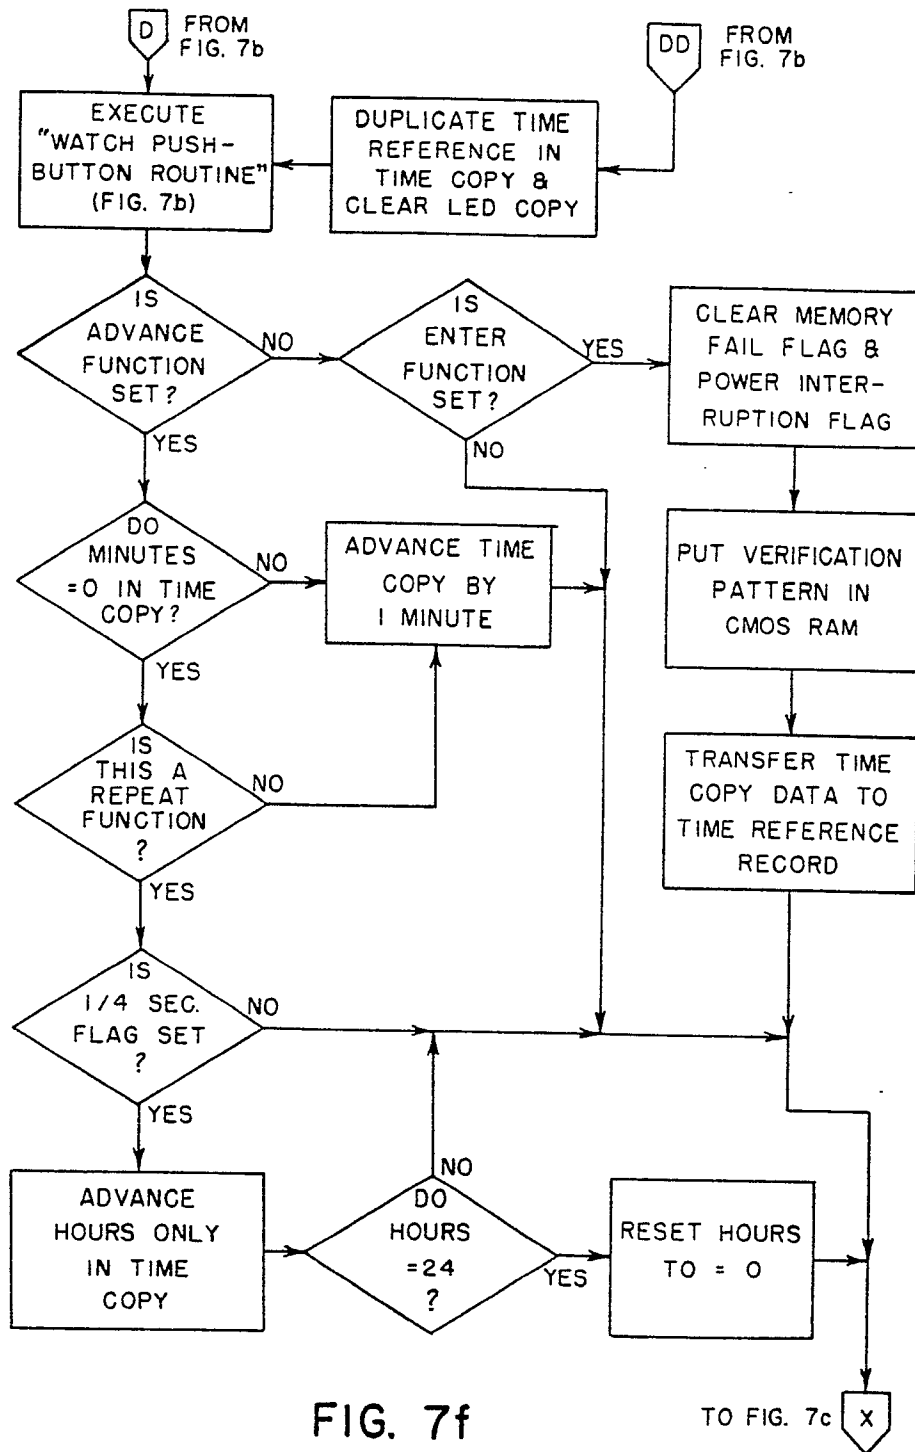 D
FROM
FIG. 7b
DD
FROM
FIG. 7b
EXECUTE
"WATCH PUSH-
BUTTON ROUTINE"
(FIG. 7b)
DUPLICATE TIME
REFERENCE IN
TIME COPY &
CLEAR LED COPY
IS
ADVANCE
FUNCTION
SET?
NO
YES
IS
ENTER
FUNCTION
SET?
YES
NO
CLEAR MEMORY
FAIL FLAG &
POWER INTER-
RUPTION FLAG
DO
MINUTES
=0 IN TIME
COPY?
NO
YES
ADVANCE TIME
COPY BY
1 MINUTE
PUT VERIFICATION
PATTERN IN
CMOS RAM
IS
THIS A
REPEAT
FUNCTION
?
NO
YES
TRANSFER TIME
COPY DATA TO
TIME REFERENCE
RECORD
IS
1/4 SEC.
FLAG SET
?
NO
YES
ADVANCE
HOURS ONLY
IN TIME
COPY
NO
DO
HOURS
=24
?
YES
RESET HOURS
TO = 0
FIG. 7f
TO FIG. 7c
X